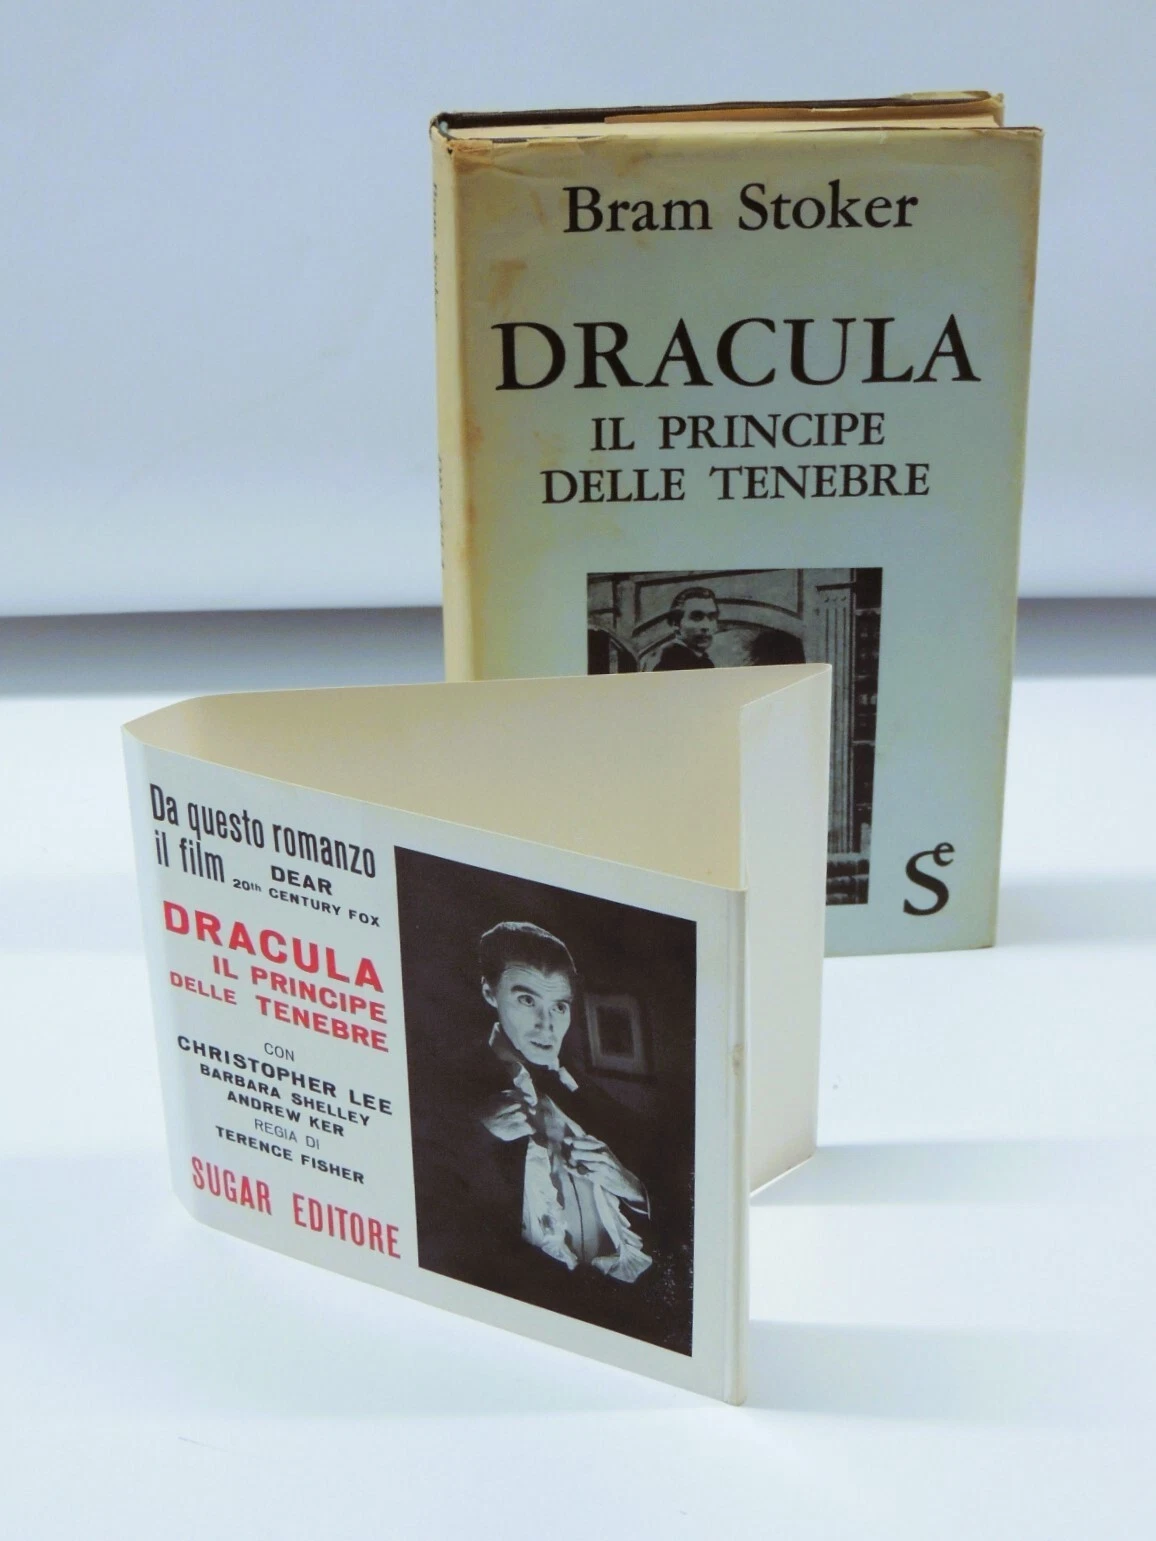 Bram Stoker
DRACULA
IL PRINCIPE
DELLE TENEBRE
Se
Da questo romanzo
il film DEAR
20th CENTURY FOX
DRACULA
IL PRINCIPE
DELLE TENEBRE
CON
CHRISTOPHER LEE
BARBARA SHELLEY
ANDREW KER
REGIA DI
TERENCE FISHER
SUGAR EDITORE